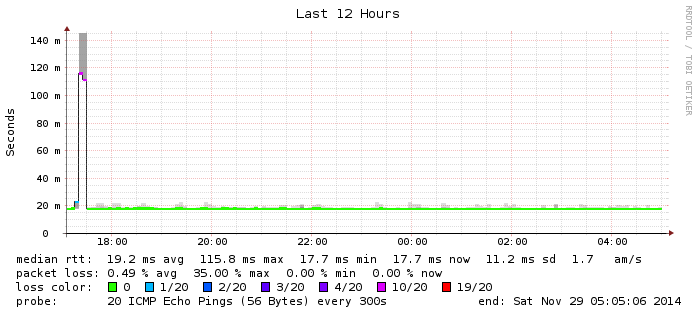 Last 12 Hours
RRDTOOL / TOBI OETIKER
Seconds
140 m
120 m
100 m
80 m
60 m
40 m
20 m
0
18:00 20:00 22:00 00:00 02:00 04:00
median rtt: 19.2 ms avg 115.8 ms max 17.7 ms min 17.7 ms now 11.2 ms sd 1.7 am/s
packet loss: 0.49 % avg 35.00 % max 0.00 % min 0.00 % now
loss color: 0 1/20 2/20 3/20 4/20 10/20 19/20
probe: 20 ICMP Echo Pings (56 Bytes) every 300s end: Sat Nov 29 05:05:06 2014